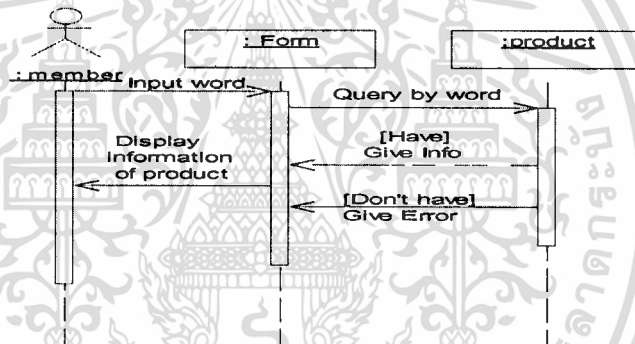 : Form
:product
: member
Input word
Query by word
[Have]
Give Info
Display
Information
of product
[Don't have]
Give Error